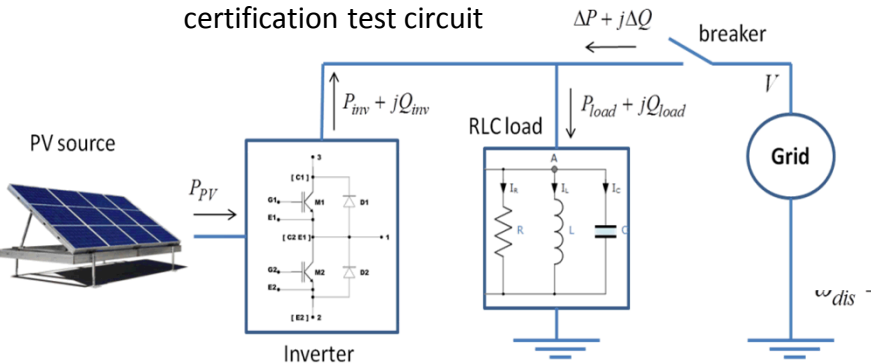 certification test circuit
ΔP + jΔQ
breaker
P_inv + jQ_inv
P_load + jQ_load
V
RLC load
PV source
P_PV
Grid
3
[ C1 ]
G1
M1
D1
E1
[ C2 E1 ]
1
G2
M2
D2
E2
[ E2 ]
2
A
I_R
I_L
I_C
R
L
C
dis
Inverter